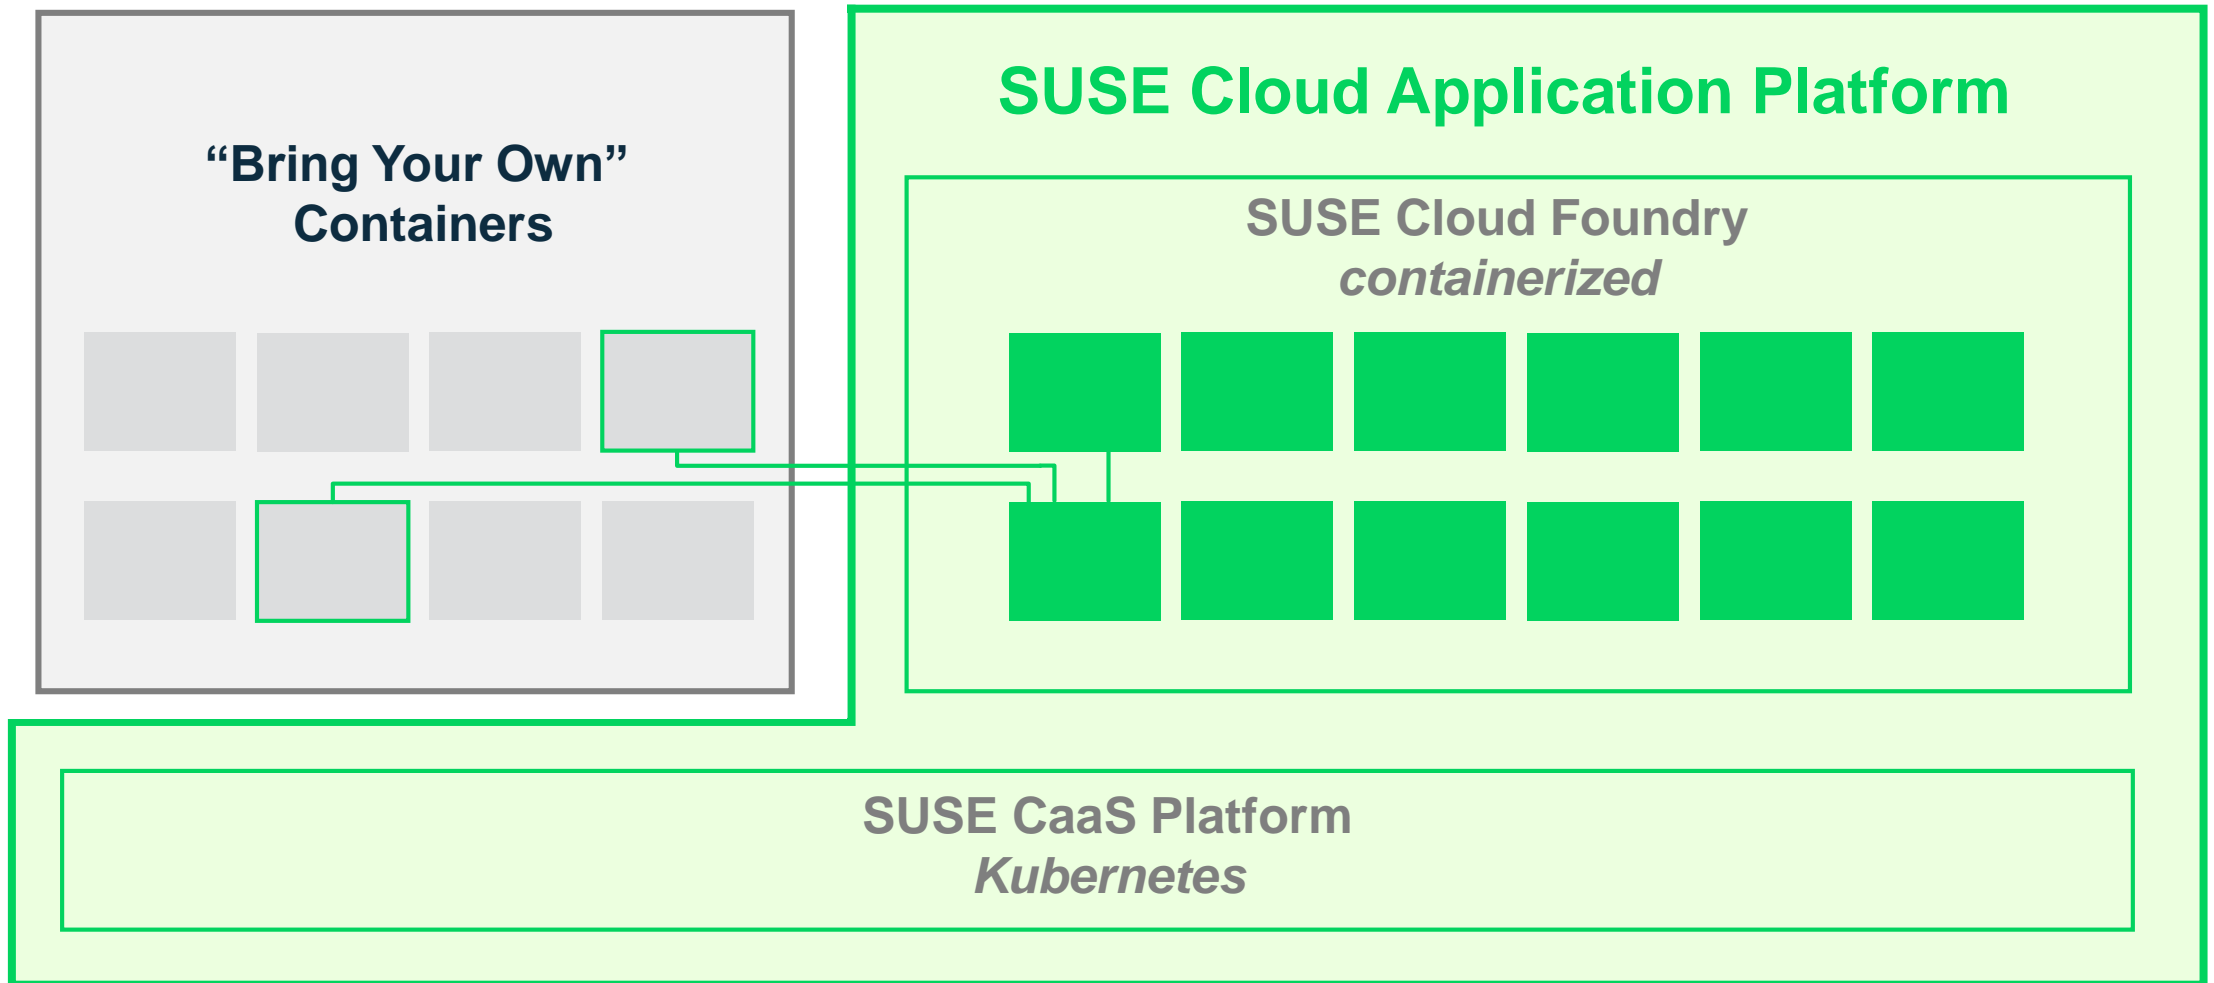 “Bring Your Own”
Containers
SUSE Cloud Application Platform
SUSE Cloud Foundry
containerized
SUSE CaaS Platform
Kubernetes